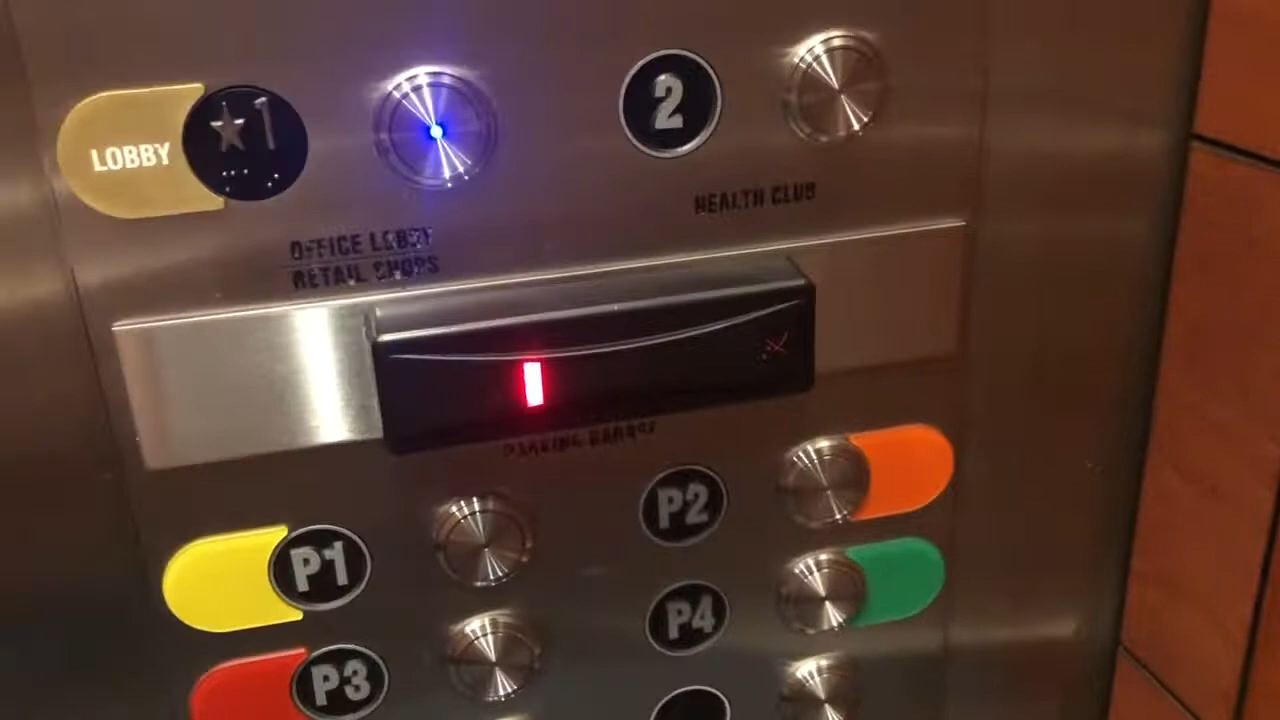 LOBBY ★1
2
OFFICE LOBBY
RETAIL SHOPS
HEALTH CLUB
PARKING GARAGE
P1
P2
P3
P4